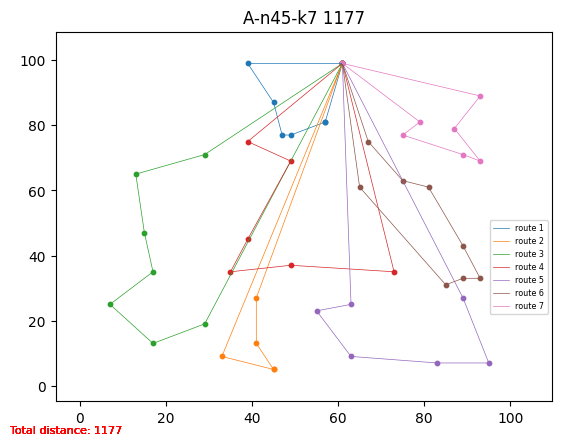 A-n45-k7 1177
100
80
60
40
20
0
0 20 40 60 80 100
route 1
route 2
route 3
route 4
route 5
route 6
route 7
Total distance: 1177